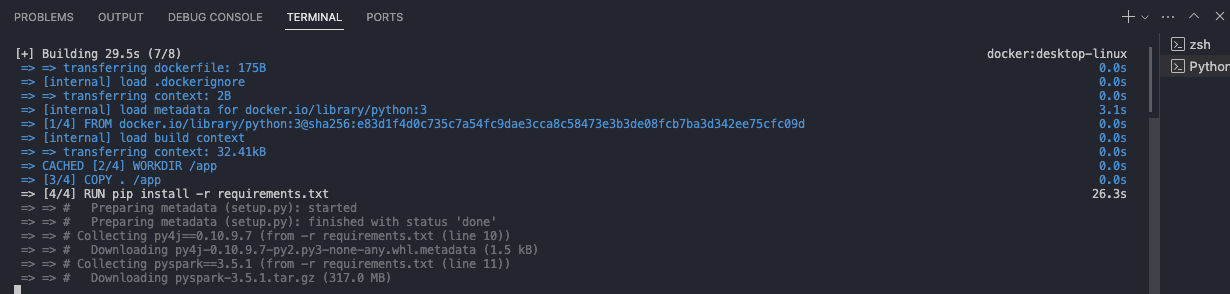 PROBLEMS OUTPUT DEBUG CONSOLE TERMINAL PORTS
[+] Building 29.5s (7/8) docker:desktop-linux
=> => transferring dockerfile: 175B 0.0s
=> [internal] load .dockerignore 0.0s
=> => transferring context: 2B 0.0s
=> [internal] load metadata for docker.io/library/python:3 3.1s
=> [1/4] FROM docker.io/library/python:3@sha256:e83d1f4d0c735c7a54fc9dae3cca8c58473e3b3de08fcb7ba3d342ee75cfc09d 0.0s
=> [internal] load build context 0.0s
=> => transferring context: 32.41kB 0.0s
=> CACHED [2/4] WORKDIR /app 0.0s
=> [3/4] COPY . /app 0.0s
=> [4/4] RUN pip install -r requirements.txt 26.3s
=> => # Preparing metadata (setup.py): started
=> => # Preparing metadata (setup.py): finished with status 'done'
=> => # Collecting py4j==0.10.9.7 (from -r requirements.txt (line 10))
=> => # Downloading py4j-0.10.9.7-py2.py3-none-any.whl.metadata (1.5 kB)
=> => # Collecting pyspark==3.5.1 (from -r requirements.txt (line 11))
=> => # Downloading pyspark-3.5.1.tar.gz (317.0 MB)
zsh
Python